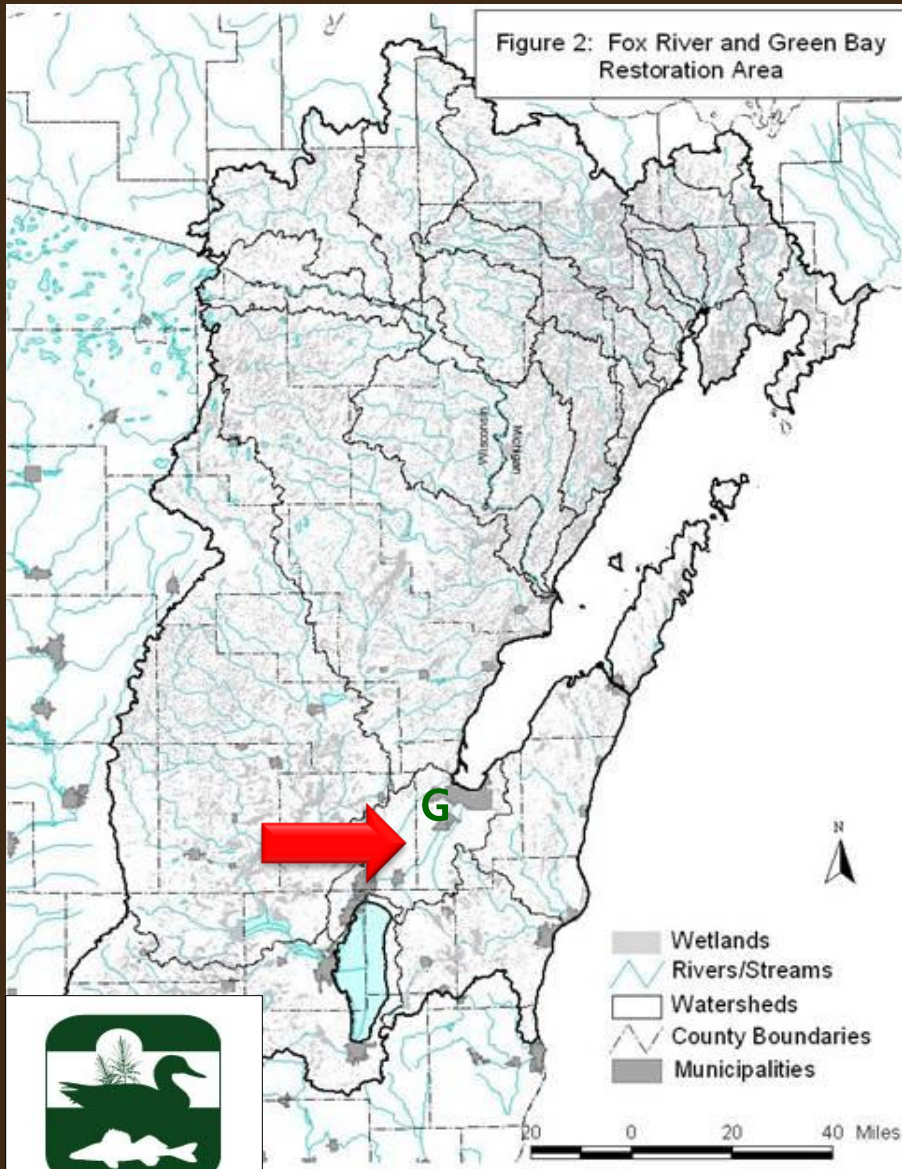 Figure 2: Fox River and Green Bay
Restoration Area
Wisconsin
Michigan
G
N
Wetlands
Rivers/Streams
Watersheds
County Boundaries
Municipalities
20 0 20 40 Miles